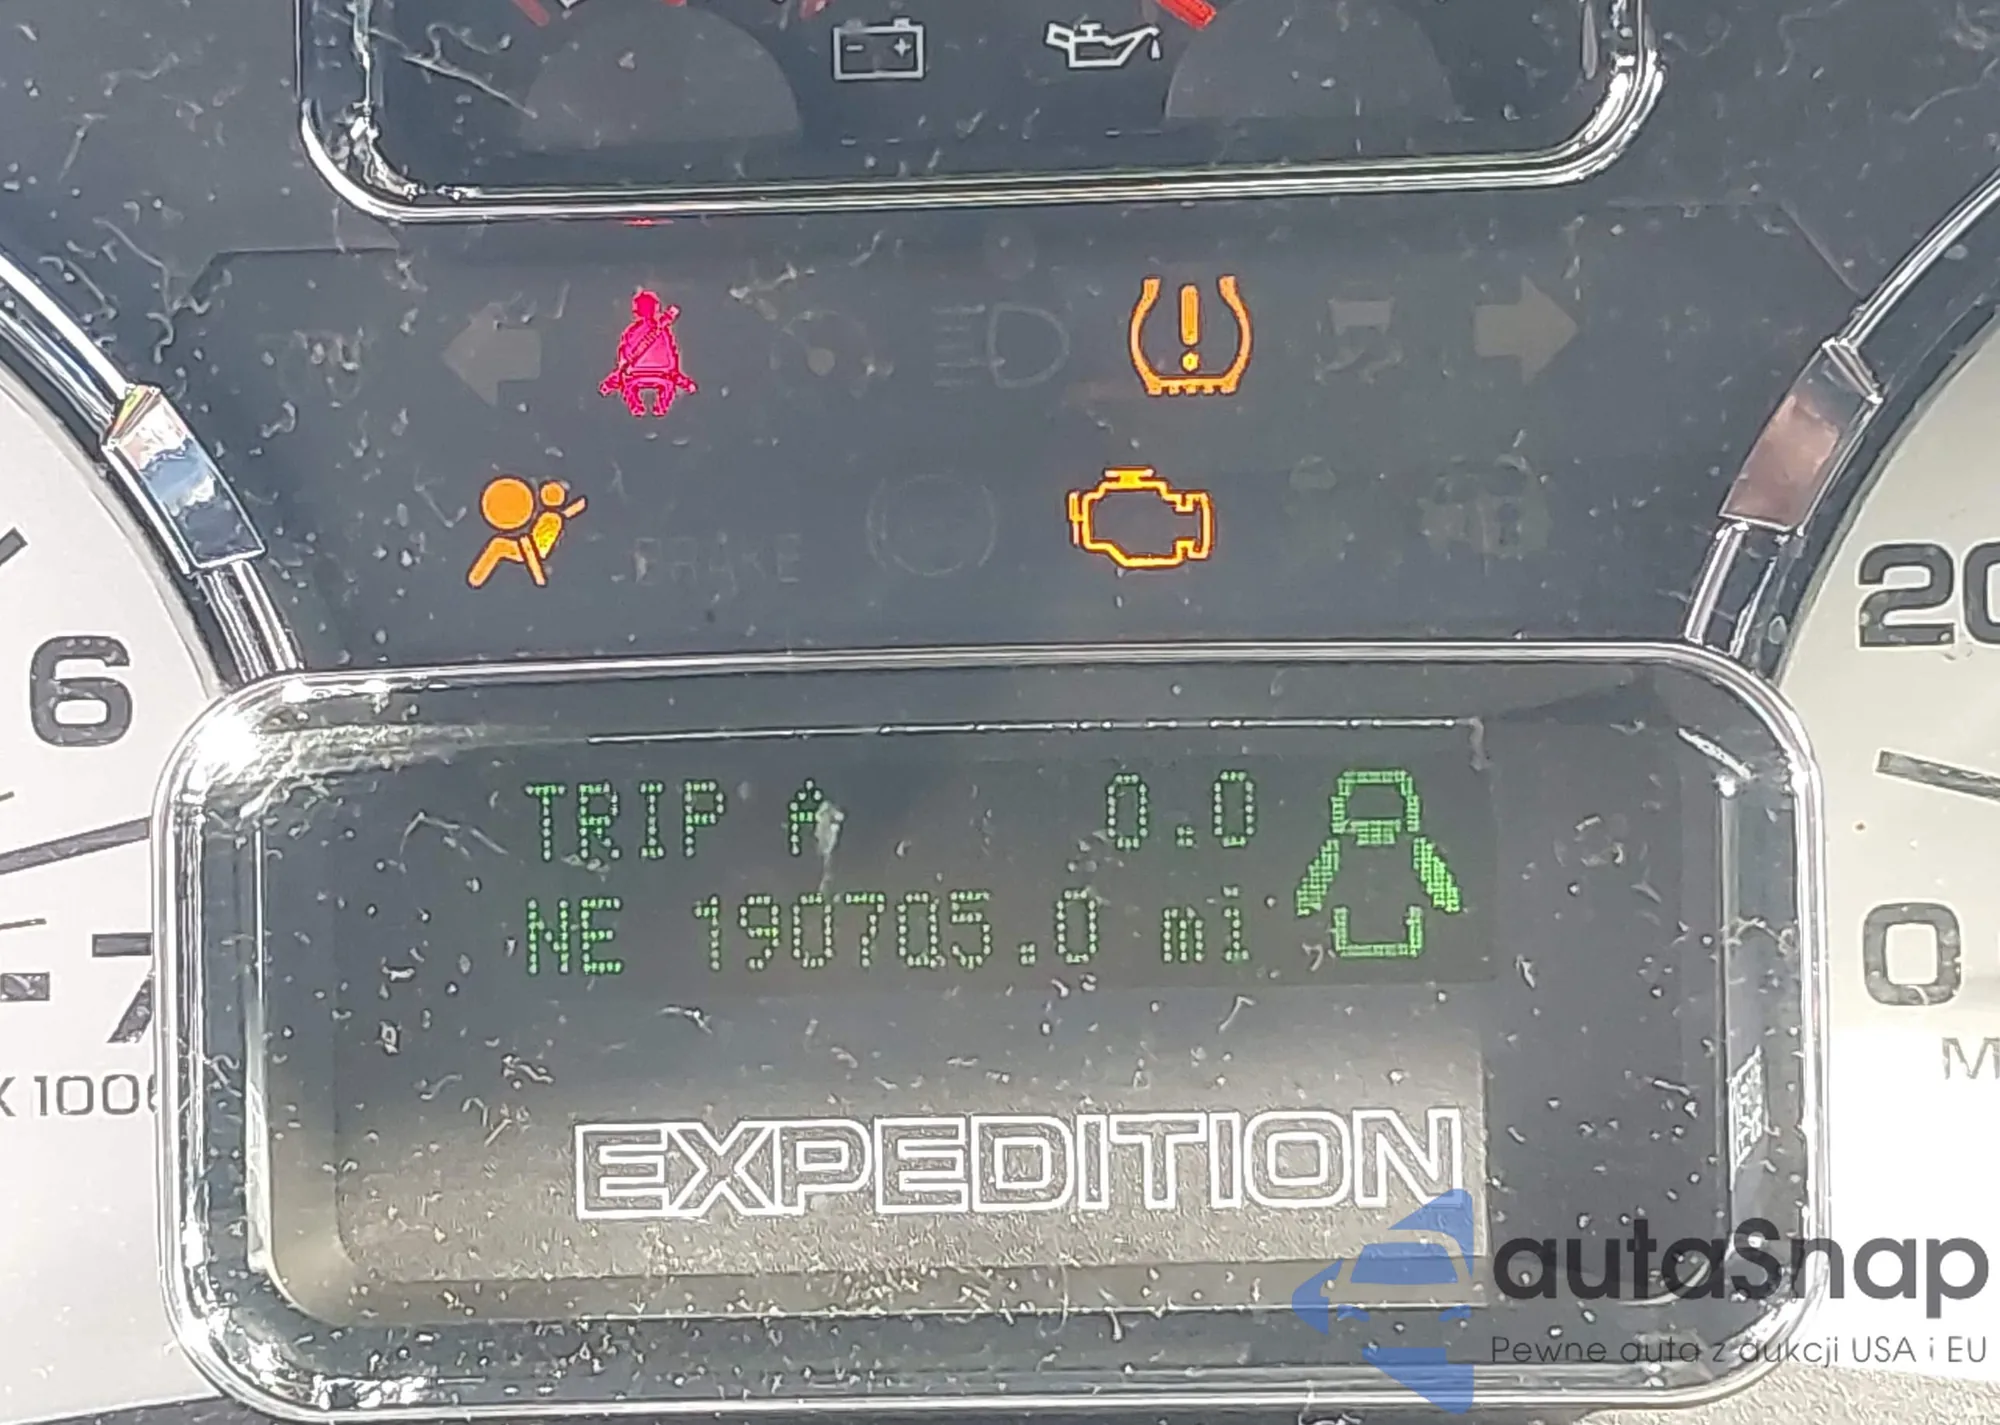 BRAKE
6
7
X 1000
20
0
TRIP A 0.0
NE 190705.0 mi
EXPEDITION
autaSnap
Pewne auta z aukcji USA i EU